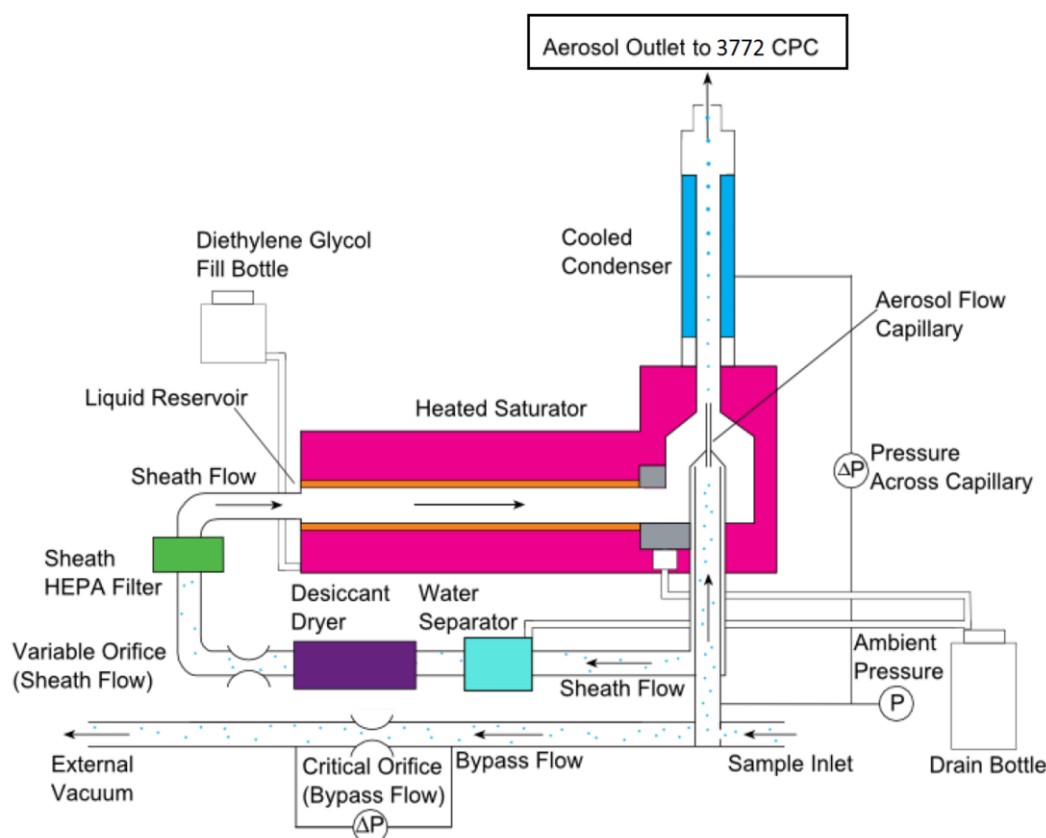 Aerosol Outlet to 3772 CPC
Diethylene Glycol
Fill Bottle
Cooled
Condenser
Aerosol Flow
Capillary
Liquid Reservoir
Heated Saturator
Sheath Flow
ΔP
Pressure
Across Capillary
Sheath
HEPA Filter
Desiccant
Dryer
Water
Separator
Variable Orifice
(Sheath Flow)
Sheath Flow
Ambient
Pressure
P
External
Vacuum
Critical Orifice
(Bypass Flow)
Bypass Flow
Sample Inlet
Drain Bottle
ΔP